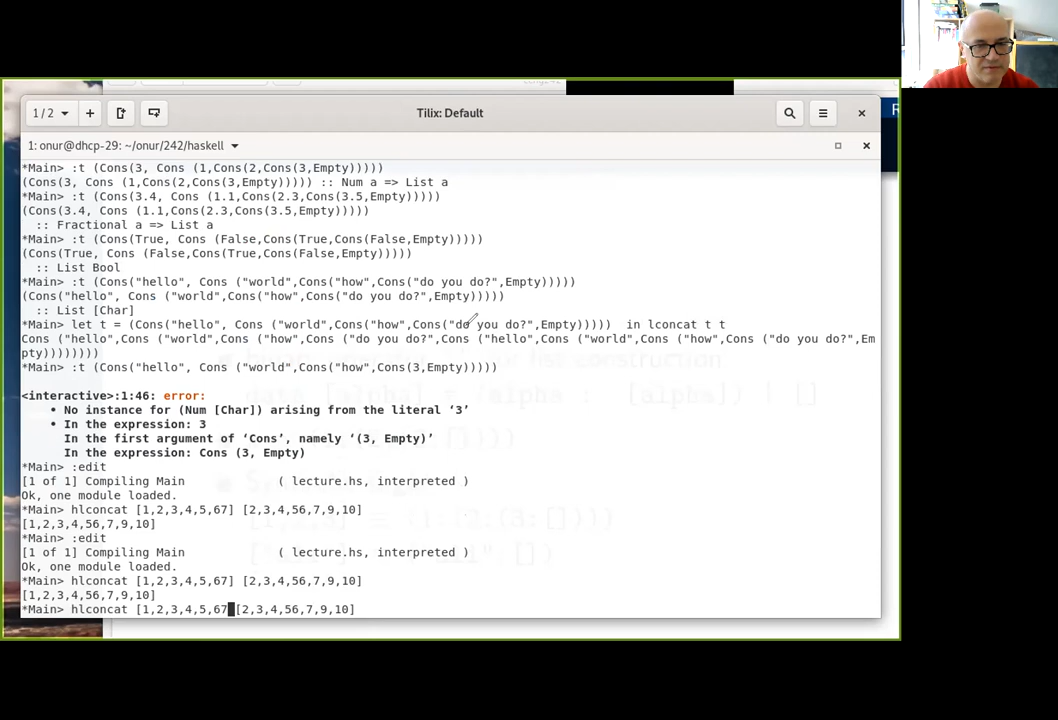 1/2
Tilix: Default
R
1: onur@dhcp-29: ~/onur/242/haskell
*Main> :t (Cons(3, Cons (1,Cons(2,Cons(3,Empty)))))
(Cons(3, Cons (1,Cons(2,Cons(3,Empty))))) :: Num a => List a
*Main> :t (Cons(3.4, Cons (1.1,Cons(2.3,Cons(3.5,Empty)))))
(Cons(3.4, Cons (1.1,Cons(2.3,Cons(3.5,Empty)))))
:: Fractional a => List a
*Main> :t (Cons(True, Cons (False,Cons(True,Cons(False,Empty)))))
(Cons(True, Cons (False,Cons(True,Cons(False,Empty)))))
:: List Bool
*Main> :t (Cons("hello", Cons ("world",Cons("how",Cons("do you do?",Empty)))))
(Cons("hello", Cons ("world",Cons("how",Cons("do you do?",Empty)))))
:: List [Char]
*Main> let t = (Cons("hello", Cons ("world",Cons("how",Cons("do you do?",Empty))))) in lconcat t t
Cons ("hello",Cons ("world",Cons ("how",Cons ("do you do?",Cons ("hello",Cons ("world",Cons ("how",Cons ("do you do?",Em
pty))))))))
*Main> :t (Cons("hello", Cons ("world",Cons("how",Cons(3,Empty)))))
list construction
data [alpha] = (alpha : [alpha]) | []
<interactive>:1:46: error:
• No instance for (Num [Char]) arising from the literal ‘3’
• In the expression: 3
In the first argument of ‘Cons’, namely ‘(3, Empty)’
In the expression: Cons (3, Empty)
*Main> :edit
[1 of 1] Compiling Main ( lecture.hs, interpreted )
Ok, one module loaded.
*Main> hlconcat [1,2,3,4,5,67] [2,3,4,56,7,9,10]
[1,2,3,4,56,7,9,10]
*Main> :edit
[1 of 1] Compiling Main ( lecture.hs, interpreted )
Ok, one module loaded.
*Main> hlconcat [1,2,3,4,5,67] [2,3,4,56,7,9,10]
[1,2,3,4,56,7,9,10]
*Main> hlconcat [1,2,3,4,5,67 [2,3,4,56,7,9,10]